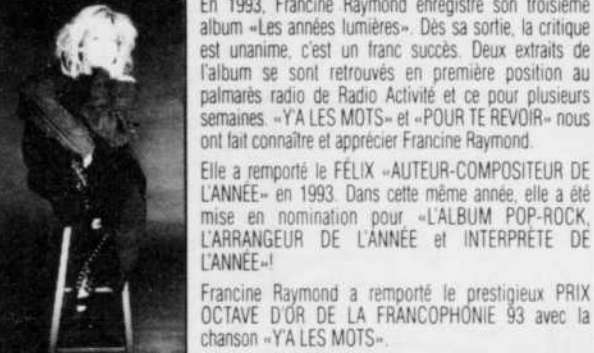 En 1993, Francine Raymond enregistre son troisième
album «Les années lumières». Dès sa sortie, la critique
est unanime, c'est un franc succès. Deux extraits de
l'album se sont retrouvés en première position au
palmarès radio de Radio Activité et ce pour plusieurs
semaines. «Y'A LES MOTS» et «POUR TE REVOIR» nous
ont fait connaître et apprécier Francine Raymond.
Elle a remporté le FÉLIX «AUTEUR-COMPOSITEUR DE
L'ANNÉE» en 1993. Dans cette même année, elle a été
mise en nomination pour «L'ALBUM POP-ROCK,
L'ARRANGEUR DE L'ANNÉE et INTERPRÈTE DE
L'ANNÉE»!
Francine Raymond a remporté le prestigieux PRIX
OCTAVE D'OR DE LA FRANCOPHONIE 93 avec la
chanson «Y'A LES MOTS».